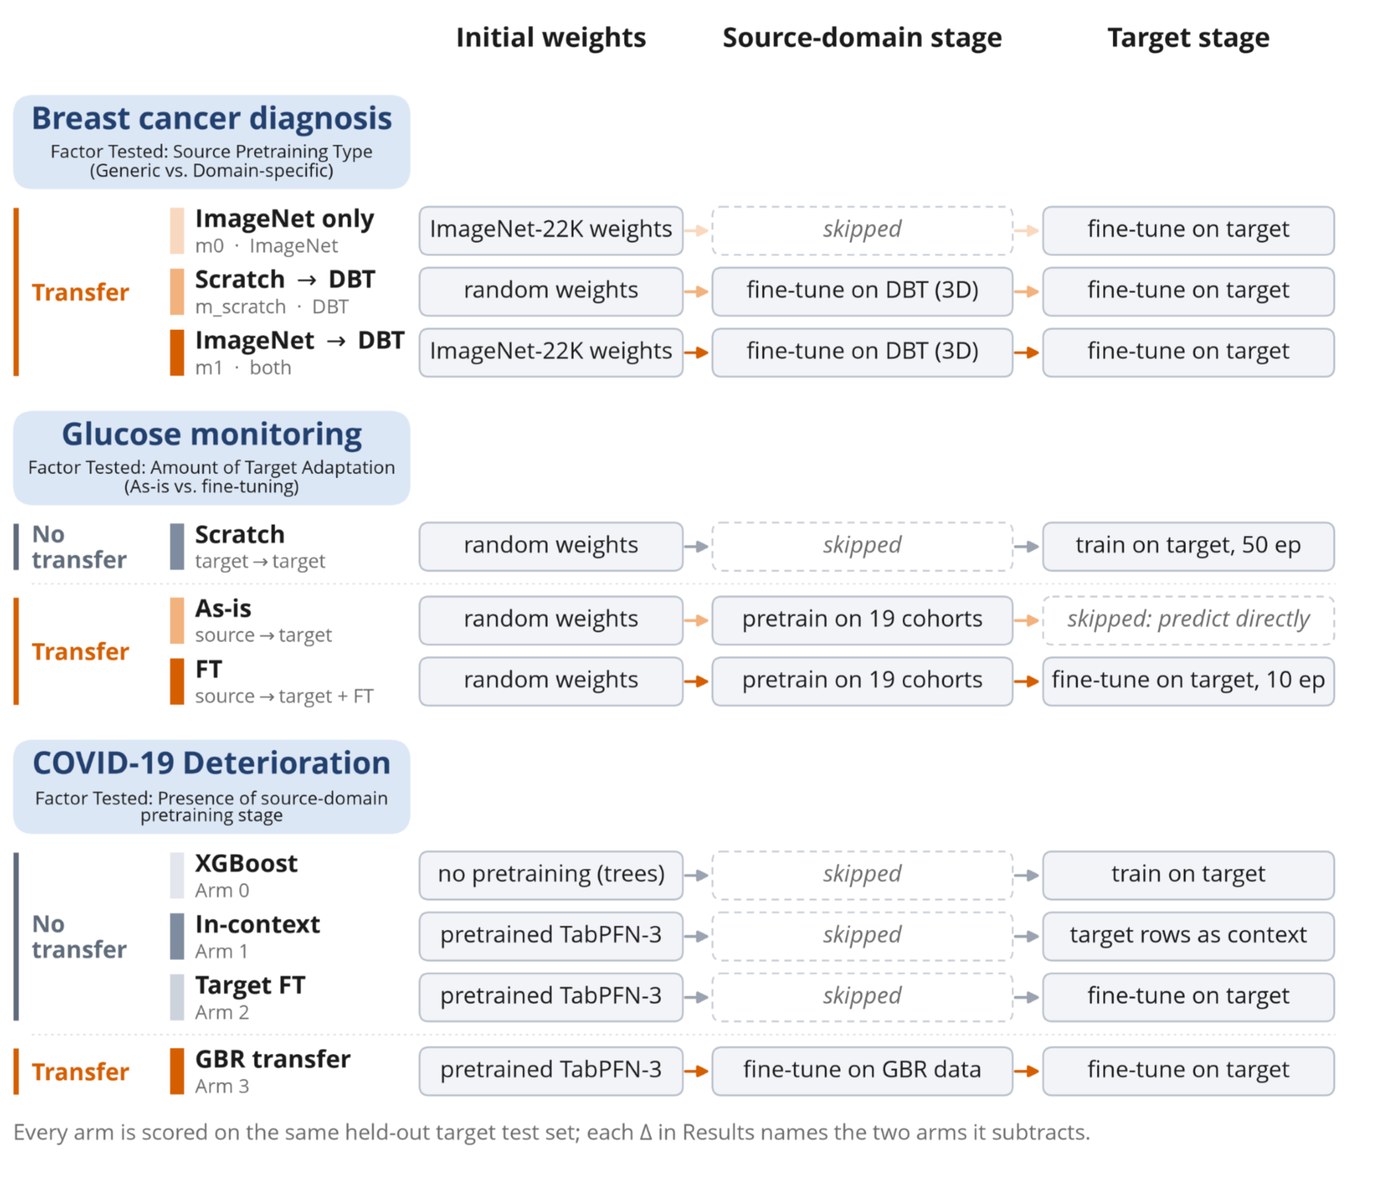 Initial weights Source-domain stage Target stage
Breast cancer diagnosis
Factor Tested: Source Pretraining Type
(Generic vs. Domain-specific)
Transfer
ImageNet only
m0 · ImageNet
ImageNet-22K weights
skipped
fine-tune on target
Scratch → DBT
m_scratch · DBT
random weights
fine-tune on DBT (3D)
fine-tune on target
ImageNet → DBT
m1 · both
ImageNet-22K weights
fine-tune on DBT (3D)
fine-tune on target
Glucose monitoring
Factor Tested: Amount of Target Adaptation
(As-is vs. fine-tuning)
No
transfer
Scratch
target → target
random weights
skipped
train on target, 50 ep
Transfer
As-is
source → target
random weights
pretrain on 19 cohorts
skipped: predict directly
FT
source → target + FT
random weights
pretrain on 19 cohorts
fine-tune on target, 10 ep
COVID-19 Deterioration
Factor Tested: Presence of source-domain
pretraining stage
No
transfer
XGBoost
Arm 0
no pretraining (trees)
skipped
train on target
In-context
Arm 1
pretrained TabPFN-3
skipped
target rows as context
Target FT
Arm 2
pretrained TabPFN-3
skipped
fine-tune on target
Transfer
GBR transfer
Arm 3
pretrained TabPFN-3
fine-tune on GBR data
fine-tune on target
Every arm is scored on the same held-out target test set; each Δ in Results names the two arms it subtracts.